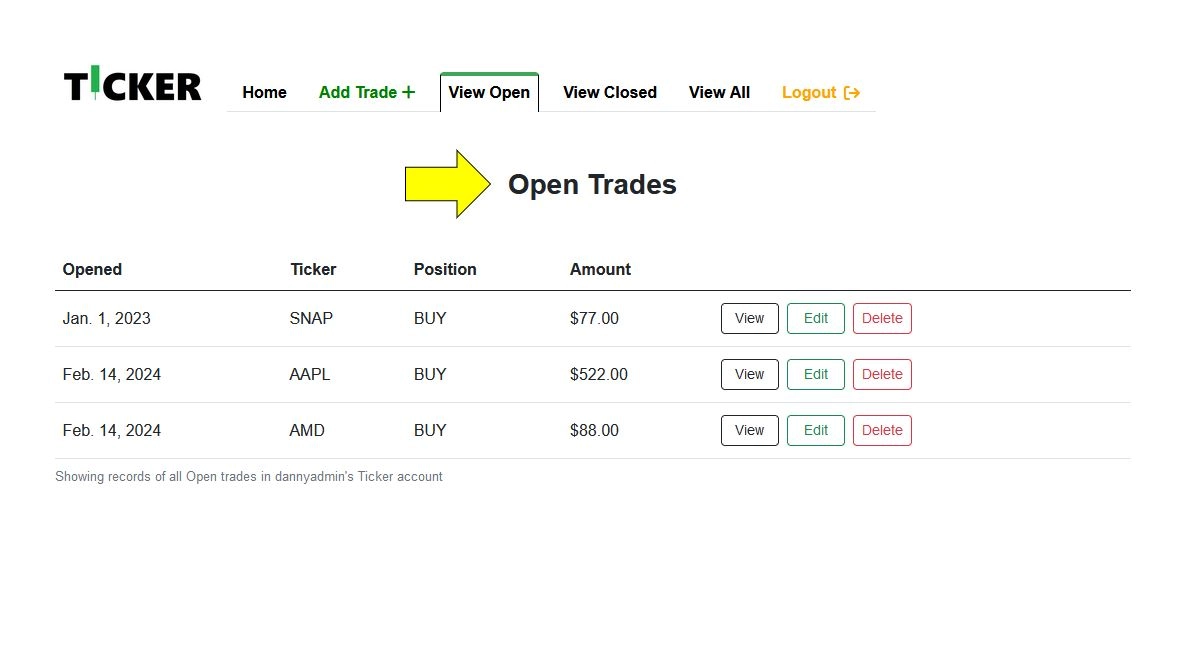 TICKER Home Add Trade + View Open View Closed View All Logout
Open Trades
Opened Ticker Position Amount
Jan. 1, 2023 SNAP BUY $77.00 View Edit Delete
Feb. 14, 2024 AAPL BUY $522.00 View Edit Delete
Feb. 14, 2024 AMD BUY $88.00 View Edit Delete
Showing records of all Open trades in dannyadmin's Ticker account